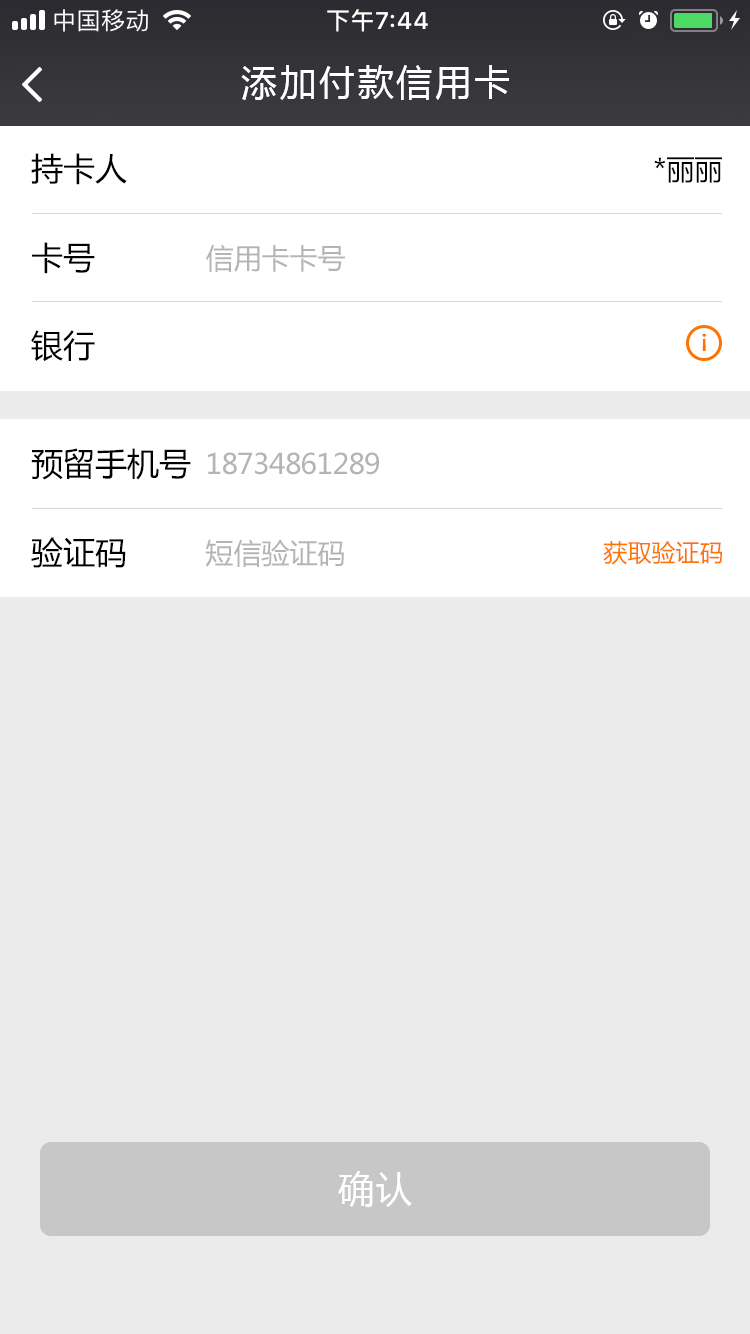 中国移动 下午7:44
添加付款信用卡
持卡人 *丽丽
卡号 信用卡卡号
银行
预留手机号 18734861289
验证码 短信验证码 获取验证码
确认